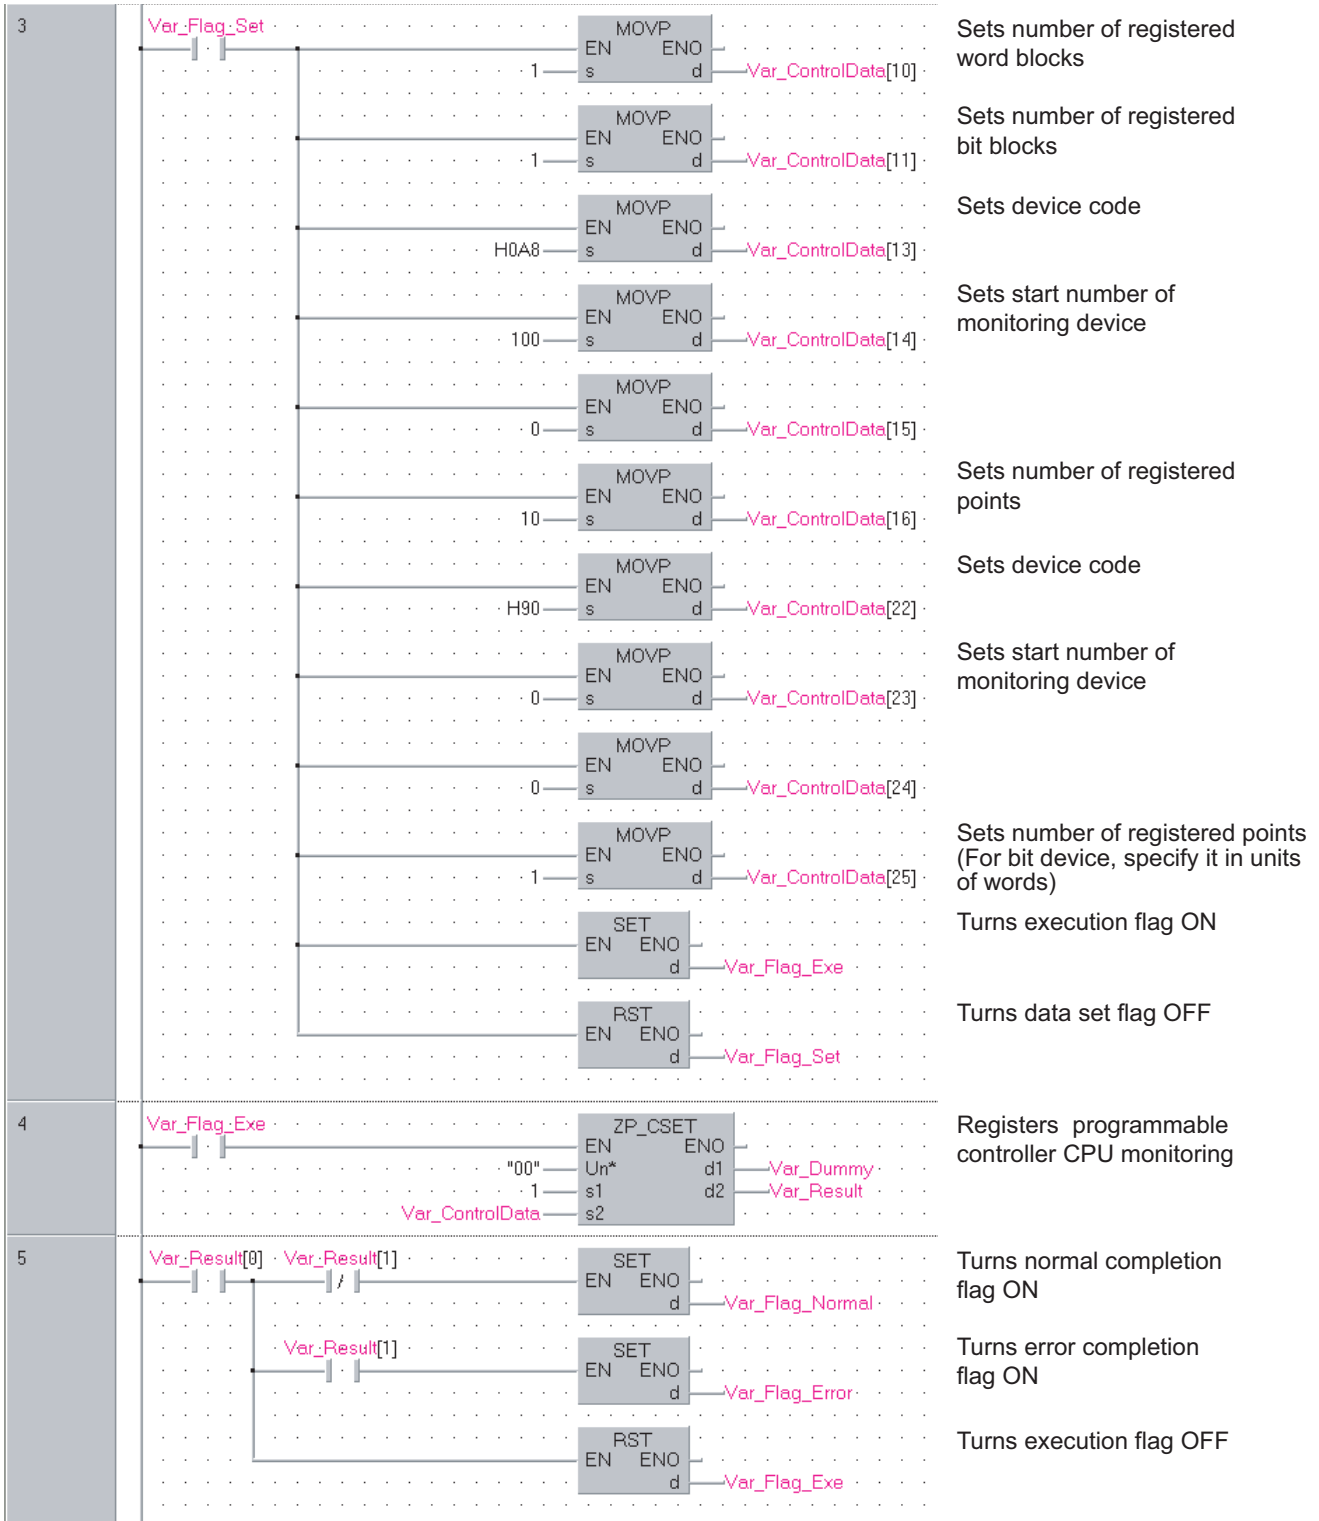 3
Var_Flag_Set
MOVP
Sets number of registered
EN ENO
word blocks
1 s d Var_ControlData[10]
MOVP
Sets number of registered
EN ENO
bit blocks
1 s d Var_ControlData[11]
MOVP
Sets device code
EN ENO
H0A8 s d Var_ControlData[13]
MOVP
Sets start number of
EN ENO
monitoring device
100 s d Var_ControlData[14]
MOVP
EN ENO
0 s d Var_ControlData[15]
MOVP
Sets number of registered
EN ENO
points
10 s d Var_ControlData[16]
MOVP
Sets device code
EN ENO
H90 s d Var_ControlData[22]
MOVP
Sets start number of
EN ENO
monitoring device
0 s d Var_ControlData[23]
MOVP
EN ENO
0 s d Var_ControlData[24]
MOVP
Sets number of registered points
EN ENO
(For bit device, specify it in units
1 s d Var_ControlData[25]
of words)
SET
Turns execution flag ON
EN ENO
d Var_Flag_Exe
RST
Turns data set flag OFF
EN ENO
d Var_Flag_Set
4
Var_Flag_Exe
ZP_CSET
Registers programmable
EN ENO
controller CPU monitoring
"00" Un* d1 Var_Dummy
1 s1 d2 Var_Result
Var_ControlData s2
5
Var_Result[0] Var_Result[1]
SET
Turns normal completion
EN ENO
flag ON
d Var_Flag_Normal
Var_Result[1]
SET
Turns error completion
EN ENO
flag ON
d Var_Flag_Error
RST
Turns execution flag OFF
EN ENO
d Var_Flag_Exe